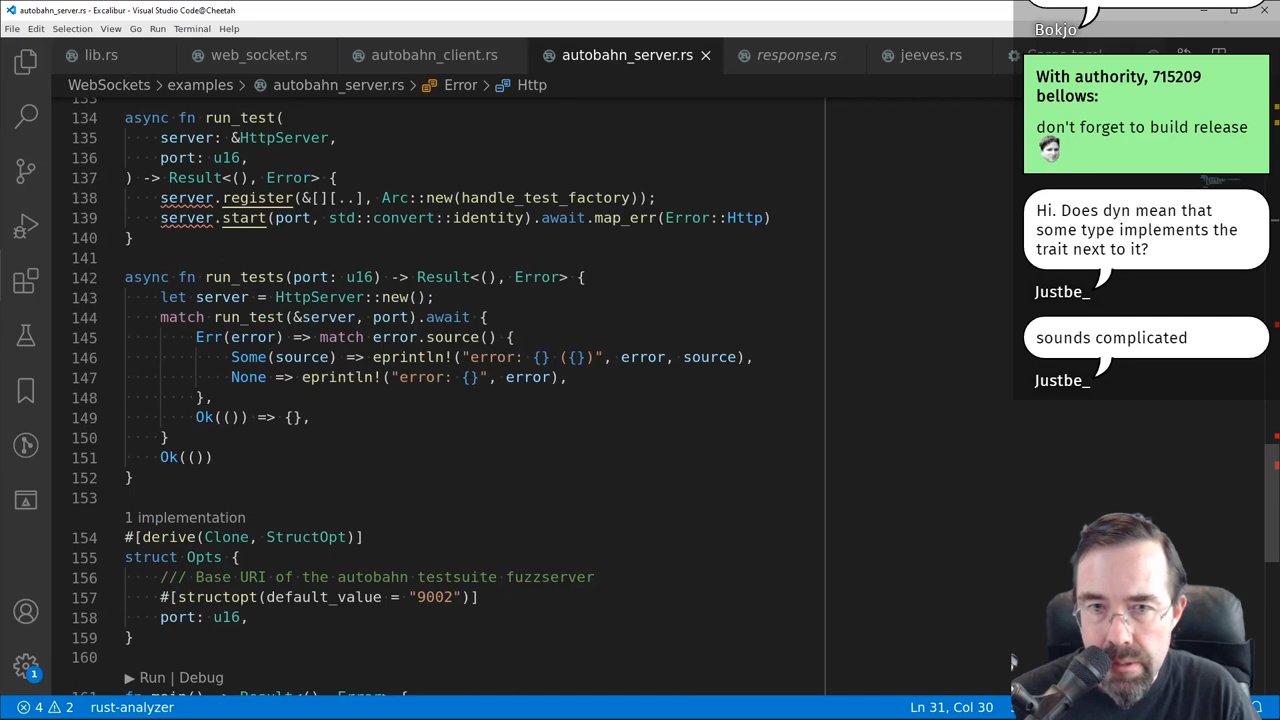 autobahn_server.rs - Excalibur - Visual Studio Code@Cheetah
File Edit Selection View Go Run Terminal Help
lib.rs web_socket.rs autobahn_client.rs autobahn_server.rs response.rs jeeves.rs
WebSockets > examples > autobahn_server.rs > Error > Http
134 async fn run_test(
135 ····server: &HttpServer,
136 ····port: u16,
137 ) -> Result<(), Error> {
138 ····server.register(&[][..], Arc::new(handle_test_factory));
139 ····server.start(port, std::convert::identity).await.map_err(Error::Http)
140 }
141
142 async fn run_tests(port: u16) -> Result<(), Error> {
143 ····let server = HttpServer::new();
144 ····match run_test(&server, port).await {
145 ········Err(error) => match error.source() {
146 ············Some(source) => eprintln!("error: {} ({})", error, source),
147 ············None => eprintln!("error: {}", error),
148 ········},
149 ········Ok(()) => {},
150 ····}
151 ····Ok(())
152 }
153
1 implementation
154 #[derive(Clone, StructOpt)]
155 struct Opts {
156 ····/// Base URI of the autobahn testsuite fuzzserver
157 ····#[structopt(default_value = "9002")]
158 ····port: u16,
159 }
160
▶ Run | Debug
Bokjo
With authority, 715209
bellows:
don't forget to build release
Hi. Does dyn mean that
some type implements the
trait next to it?
Justbe_
sounds complicated
Justbe_
1
4 2 rust-analyzer Ln 31, Col 30